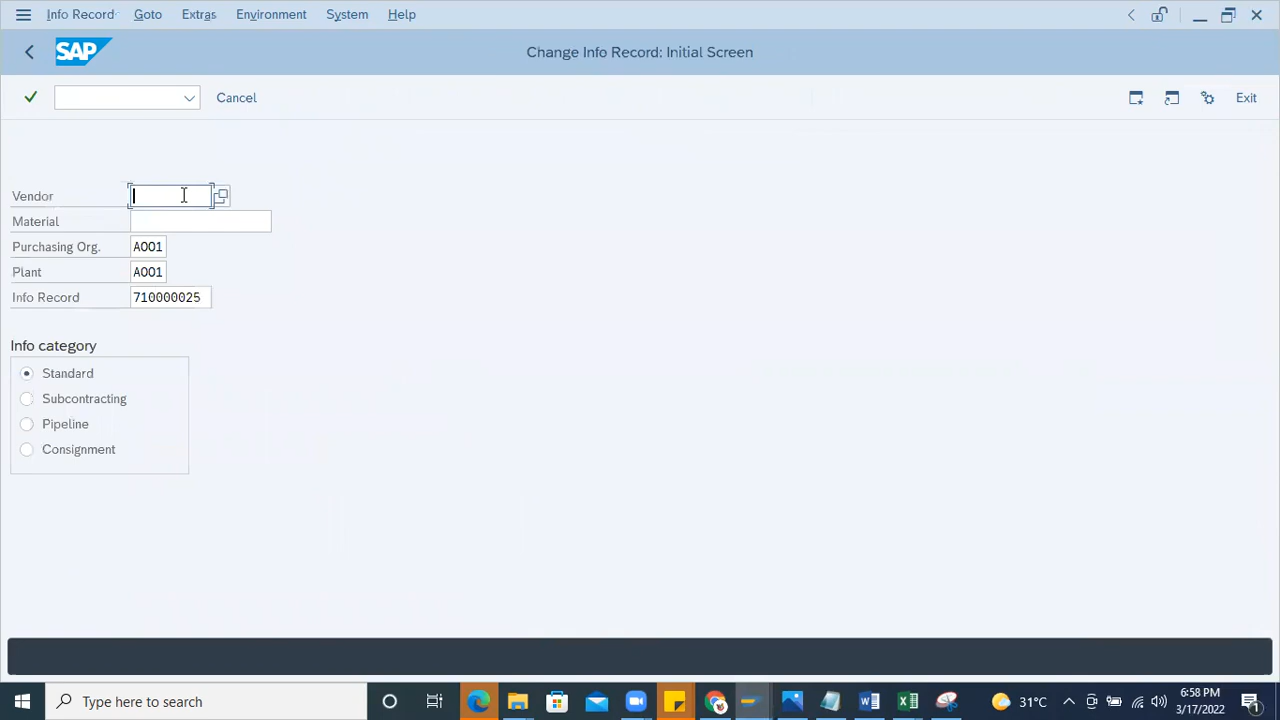 Info Record Goto Extras Environment System Help
SAP Change Info Record: Initial Screen
Cancel Exit
Vendor
Material
Purchasing Org. A001
Plant A001
Info Record 710000025
Info category
Standard
Subcontracting
Pipeline
Consignment
Type here to search 31°C 6:58 PM
3/17/2022 1